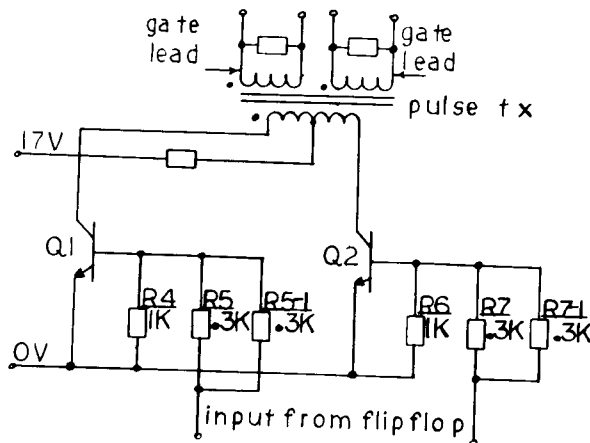 gate
lead
gate
lead
pulse tx
17V
Q1
Q2
R4
1K
R5
.3K
R5-1
.3K
R6
1K
R7
.3K
R7-1
.3K
0V
input from flipflop